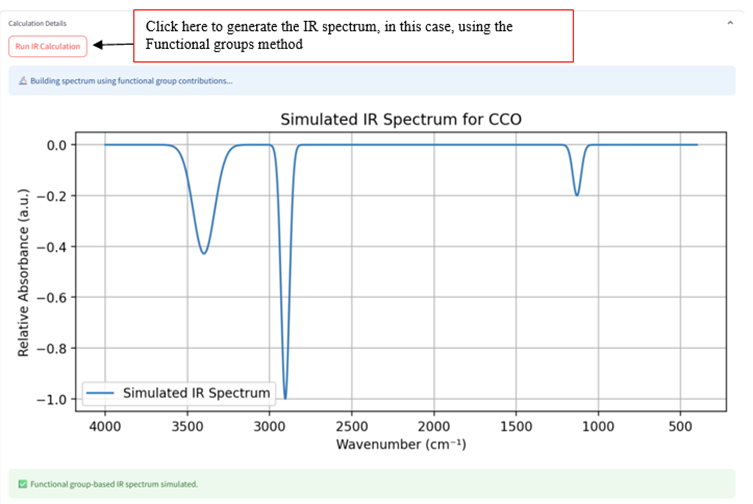 Calculation Details
Run IR Calculation
Click here to generate the IR spectrum, in this case, using the
Functional groups method
Building spectrum using functional group contributions...
Simulated IR Spectrum for CCO
Relative Absorbance (a.u.)
0.0
−0.2
−0.4
−0.6
−0.8
−1.0
Simulated IR Spectrum
4000 3500 3000 2500 2000 1500 1000 500
Wavenumber (cm⁻¹)
Functional group-based IR spectrum simulated.